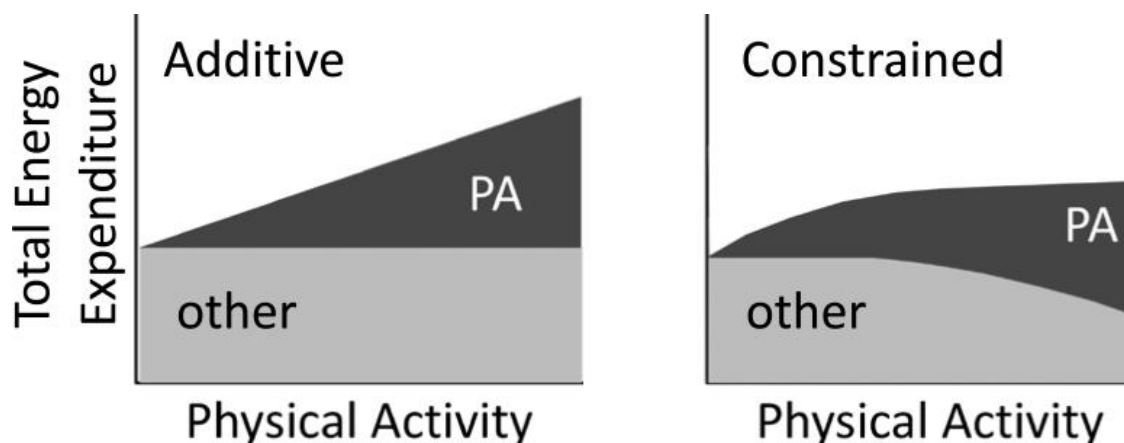 Total Energy
Expenditure
Additive
PA
other
Physical Activity
Constrained
PA
other
Physical Activity